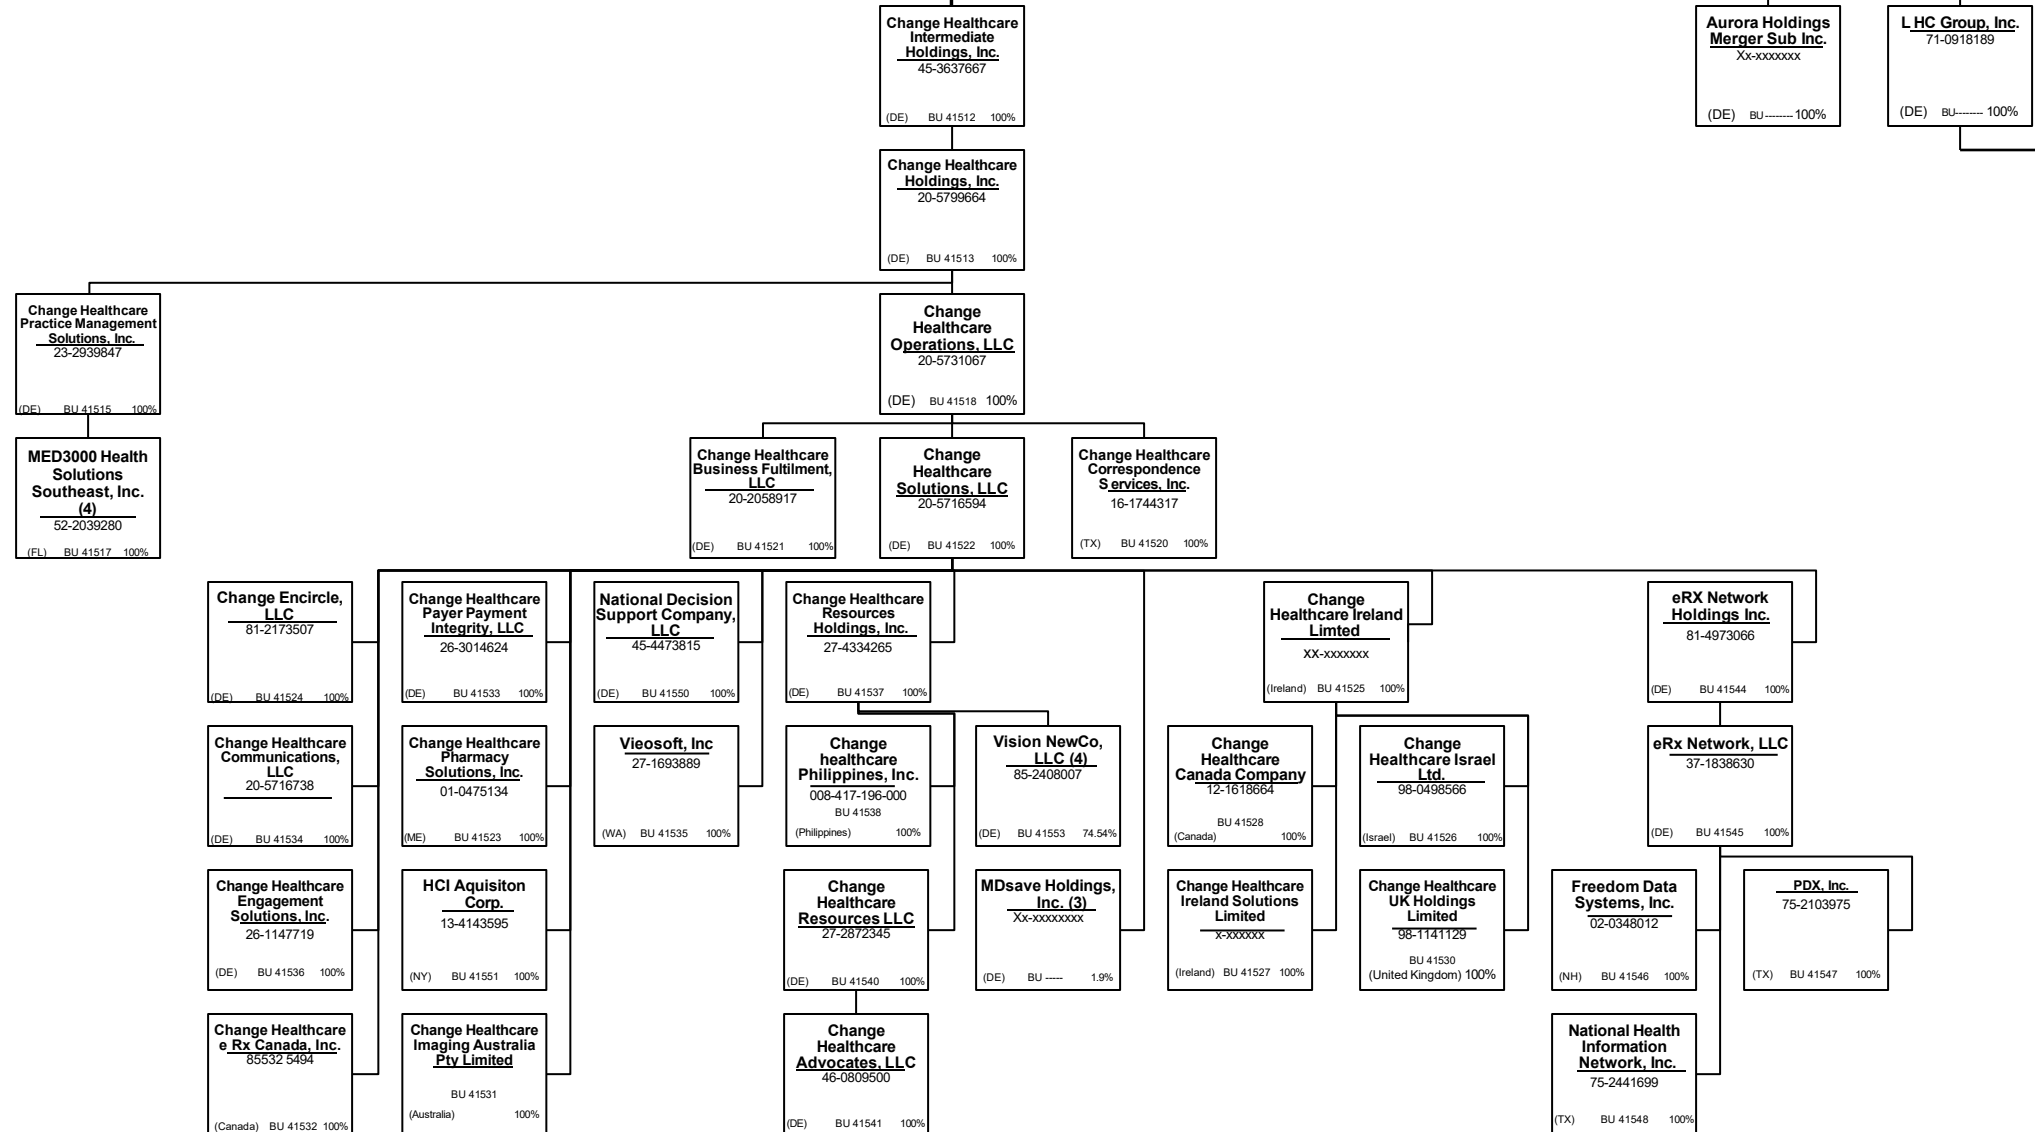 Change Healthcare
Intermediate
Holdings, Inc.
45-3637667
(DE) BU 41512 100%
Aurora Holdings
Merger Sub Inc.
Xx-xxxxxxx
(DE) BU-------- 100%
L HC Group, Inc.
71-0918189
(DE) BU-------- 100%
Change Healthcare
Holdings, Inc.
20-5799664
(DE) BU 41513 100%
Change Healthcare
Practice Management
Solutions, Inc.
23-2939847
(DE) BU 41515 100%
Change
Healthcare
Operations, LLC
20-5731067
(DE) BU 41518 100%
MED3000 Health
Solutions
Southeast, Inc.
(4)
52-2039280
(FL) BU 41517 100%
Change Healthcare
Business Fultilment,
LLC
20-2058917
(DE) BU 41521 100%
Change
Healthcare
Solutions, LLC
20-5716594
(DE) BU 41522 100%
Change Healthcare
Correspondence
S ervices, Inc.
16-1744317
(TX) BU 41520 100%
Change Encircle,
LLC
81-2173507
(DE) BU 41524 100%
Change Healthcare
Payer Payment
Integrity, LLC
26-3014624
(DE) BU 41533 100%
National Decision
Support Company,
LLC
45-4473815
(DE) BU 41550 100%
Change Healthcare
Resources
Holdings, Inc.
27-4334265
(DE) BU 41537 100%
Change
Healthcare Ireland
Limted
XX-xxxxxxx
(Ireland) BU 41525 100%
eRX Network
Holdings Inc.
81-4973066
(DE) BU 41544 100%
Change Healthcare
Communications,
LLC
20-5716738
(DE) BU 41534 100%
Change Healthcare
Pharmacy
Solutions, Inc.
01-0475134
(ME) BU 41523 100%
Vieosoft, Inc
27-1693889
(WA) BU 41535 100%
Change
healthcare
Philippines, Inc.
008-417-196-000
BU 41538
(Philippines) 100%
Vision NewCo,
LLC (4)
85-2408007
(DE) BU 41553 74.54%
Change
Healthcare
Canada Company
12-1618664
BU 41528
(Canada) 100%
Change
Healthcare Israel
Ltd.
98-0498566
(Israel) BU 41526 100%
eRx Network, LLC
37-1838630
(DE) BU 41545 100%
Change Healthcare
Engagement
Solutions, Inc.
26-1147719
(DE) BU 41536 100%
HCI Aquisiton
Corp.
13-4143595
(NY) BU 41551 100%
Change
Healthcare
Resources LLC
27-2872345
(DE) BU 41540 100%
MDsave Holdings,
Inc. (3)
Xx-xxxxxxxx
(DE) BU ----- 1.9%
Change Healthcare
Ireland Solutions
Limited
x-xxxxxx
(Ireland) BU 41527 100%
Change Healthcare
UK Holdings
Limited
98-1141129
BU 41530
(United Kingdom) 100%
Freedom Data
Systems, Inc.
02-0348012
(NH) BU 41546 100%
PDX, Inc.
75-2103975
(TX) BU 41547 100%
Change Healthcare
e Rx Canada, Inc.
85532 5494
(Canada) BU 41532 100%
Change Healthcare
Imaging Australia
Pty Limited
BU 41531
(Australia) 100%
Change
Healthcare
Advocates, LLC
46-0809500
(DE) BU 41541 100%
National Health
Information
Network, Inc.
75-2441699
(TX) BU 41548 100%